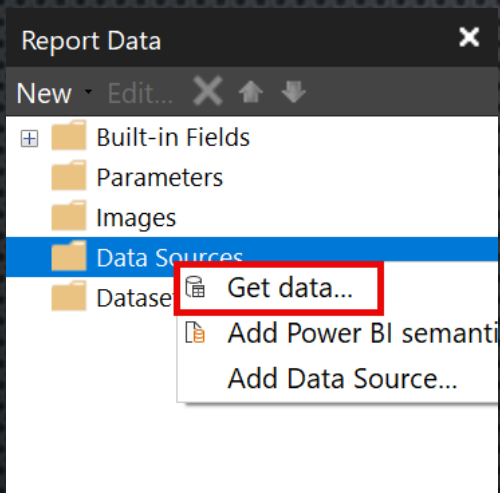 Report Data
New Edit...
Built-in Fields
Parameters
Images
Data Sources
Get data...
Add Power BI
Add Data Source...